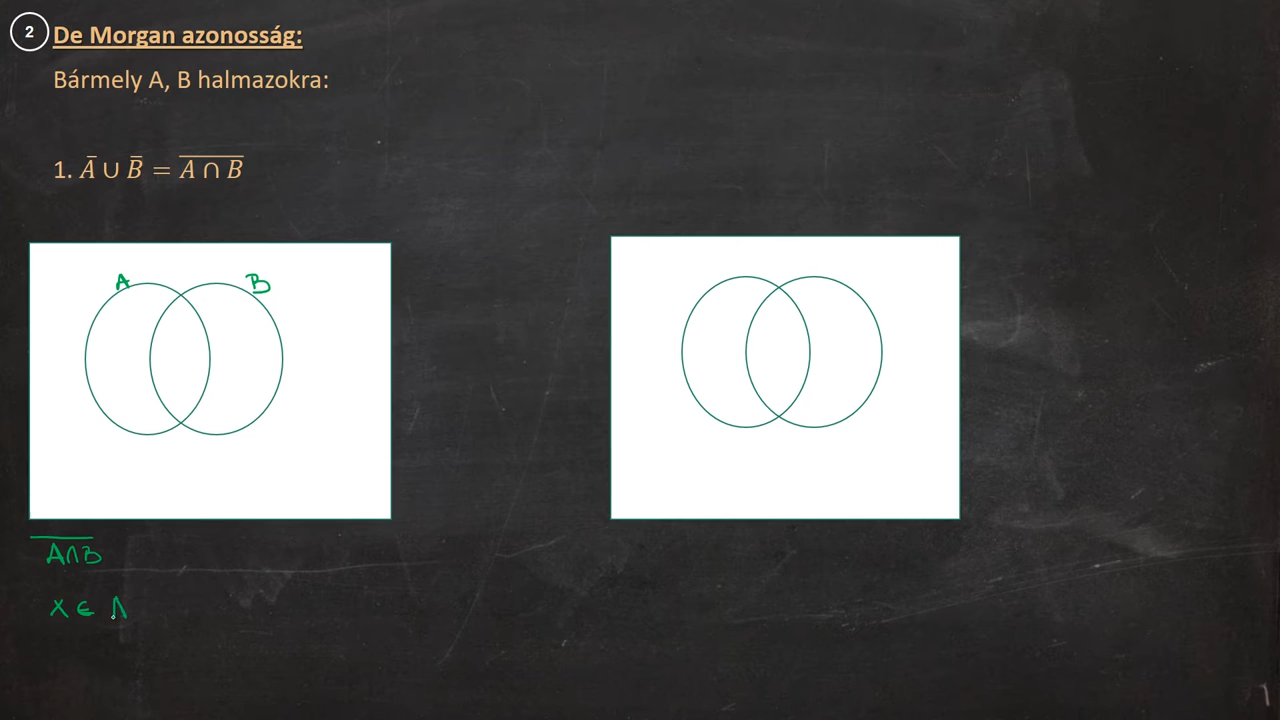 2 De Morgan azonosság:
Bármely A, B halmazokra:
1. Ā ∪ B̄ = A̅ ̅∩̅ ̅B̅
A B
A̅∩̅B̅
x ∈ A